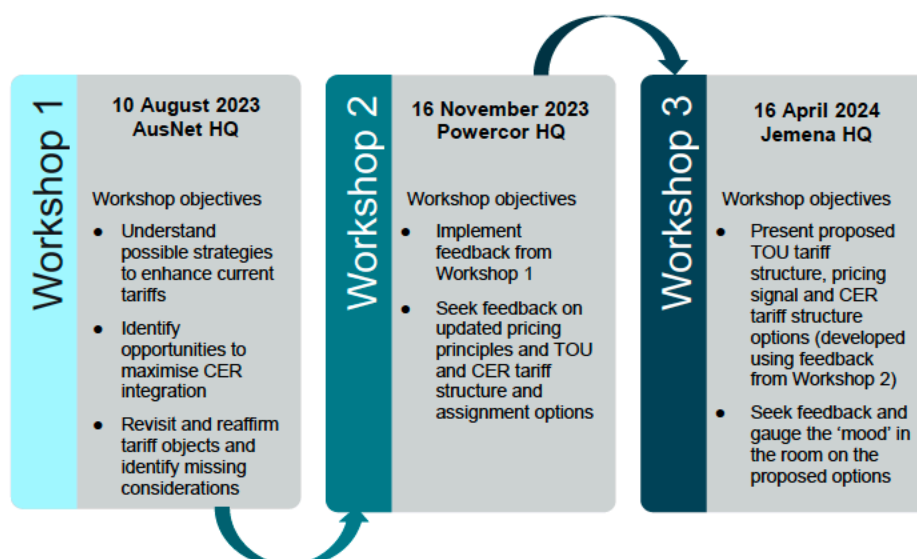 Workshop 1
10 August 2023
AusNet HQ
Workshop objectives
● Understand
possible strategies
to enhance current
tariffs
● Identify
opportunities to
maximise CER
integration
● Revisit and reaffirm
tariff objects and
identify missing
considerations
Workshop 2
16 November 2023
Powercor HQ
Workshop objectives
● Implement
feedback from
Workshop 1
● Seek feedback on
updated pricing
principles and TOU
and CER tariff
structure and
assignment options
Workshop 3
16 April 2024
Jemena HQ
Workshop objectives
● Present proposed
TOU tariff
structure, pricing
signal and CER
tariff structure
options (developed
using feedback
from Workshop 2)
● Seek feedback and
gauge the ‘mood’ in
the room on the
proposed options